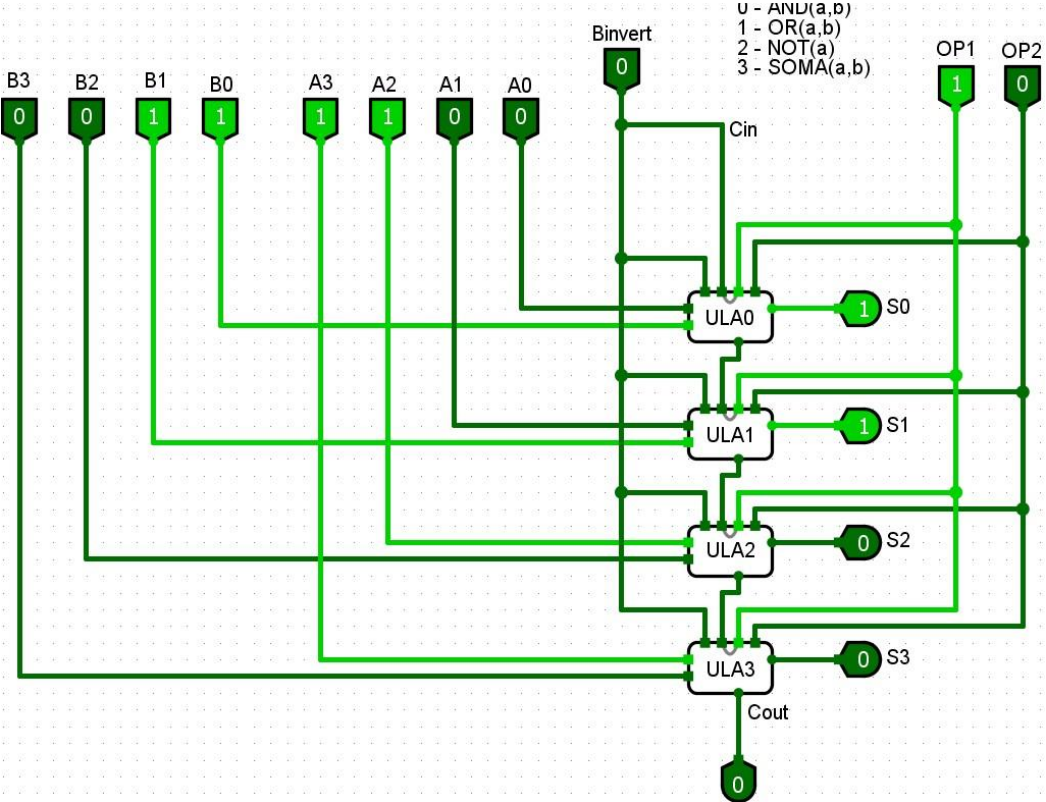 0 - AND(a,b)
1 - OR(a,b)
2 - NOT(a)
3 - SOMA(a,b)
Binvert
OP1
OP2
B3
B2
B1
B0
A3
A2
A1
A0
0
1
0
0
0
1
1
1
1
0
0
Cin
ULA0
1
S0
ULA1
1
S1
ULA2
0
S2
ULA3
0
S3
Cout
0